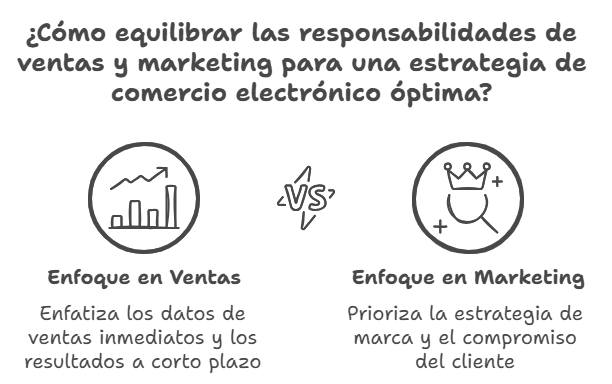 ¿Cómo equilibrar las responsabilidades de
ventas y marketing para una estrategia de
comercio electrónico óptima?
VS
Enfoque en Ventas
Enfatiza los datos de
ventas inmediatos y los
resultados a corto plazo
Enfoque en Marketing
Prioriza la estrategia de
marca y el compromiso
del cliente